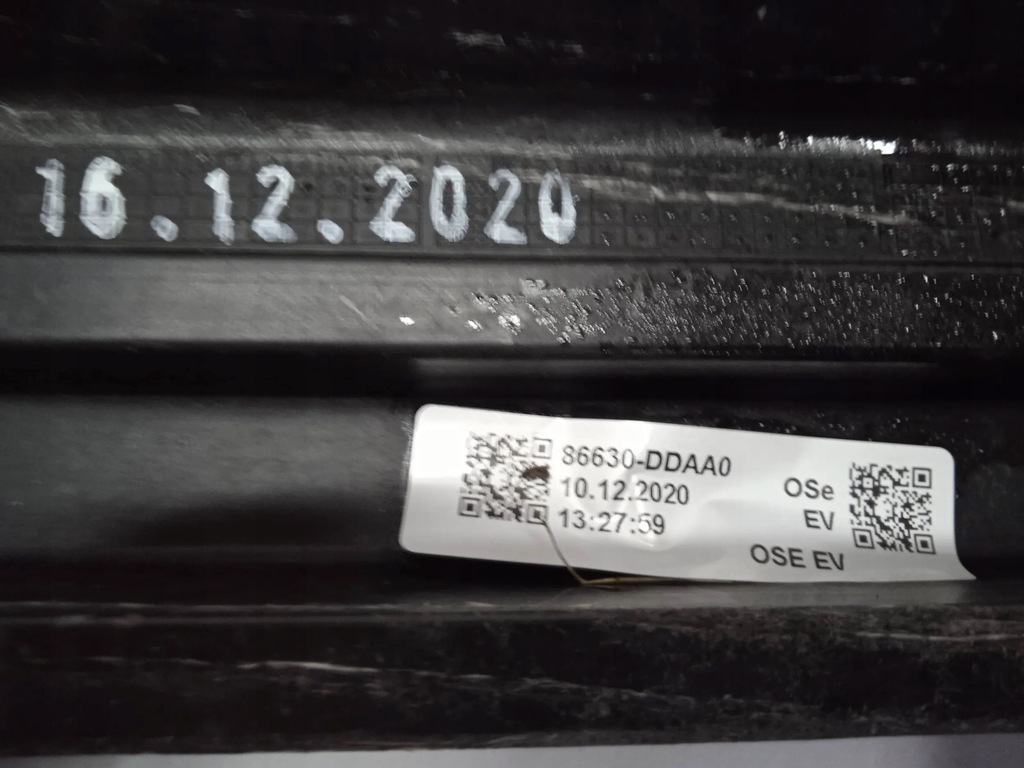 16.12.2020
86630-DDAA0
10.12.2020
13:27:59
OSe
EV
OSE EV